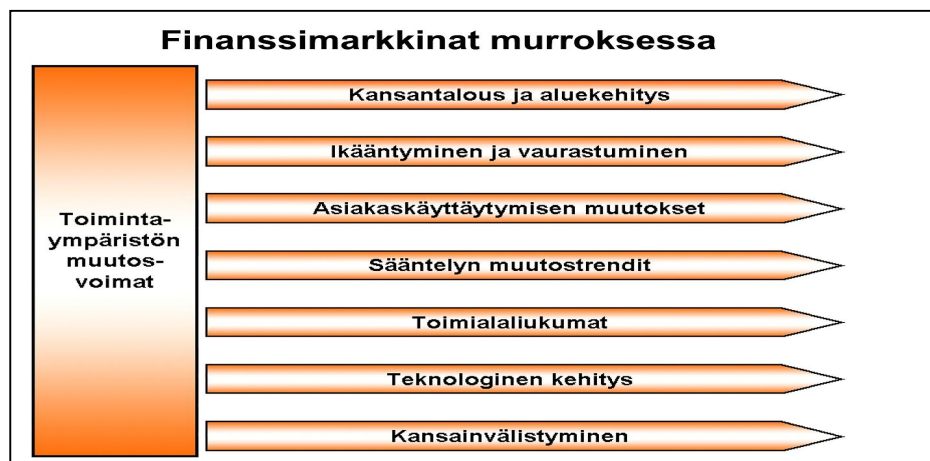 Finanssimarkkinat murroksessa
Toiminta-
ympäristön
muutos-
voimat
Kansantalous ja aluekehitys
Ikääntyminen ja vaurastuminen
Asiakaskäyttäytymisen muutokset
Sääntelyn muutostrendit
Toimialaliukumat
Teknologinen kehitys
Kansainvälistyminen